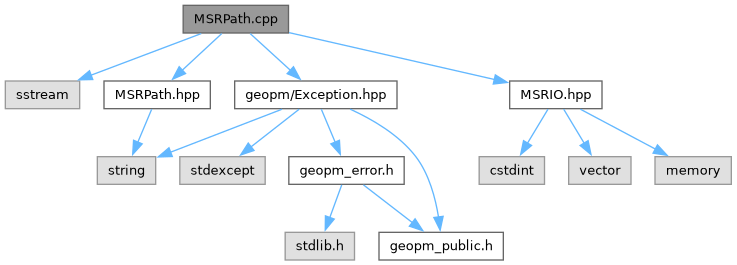 MSRPath.cpp
sstream
MSRPath.hpp
geopm/Exception.hpp
MSRIO.hpp
string
stdexcept
geopm_error.h
cstdint
vector
memory
stdlib.h
geopm_public.h